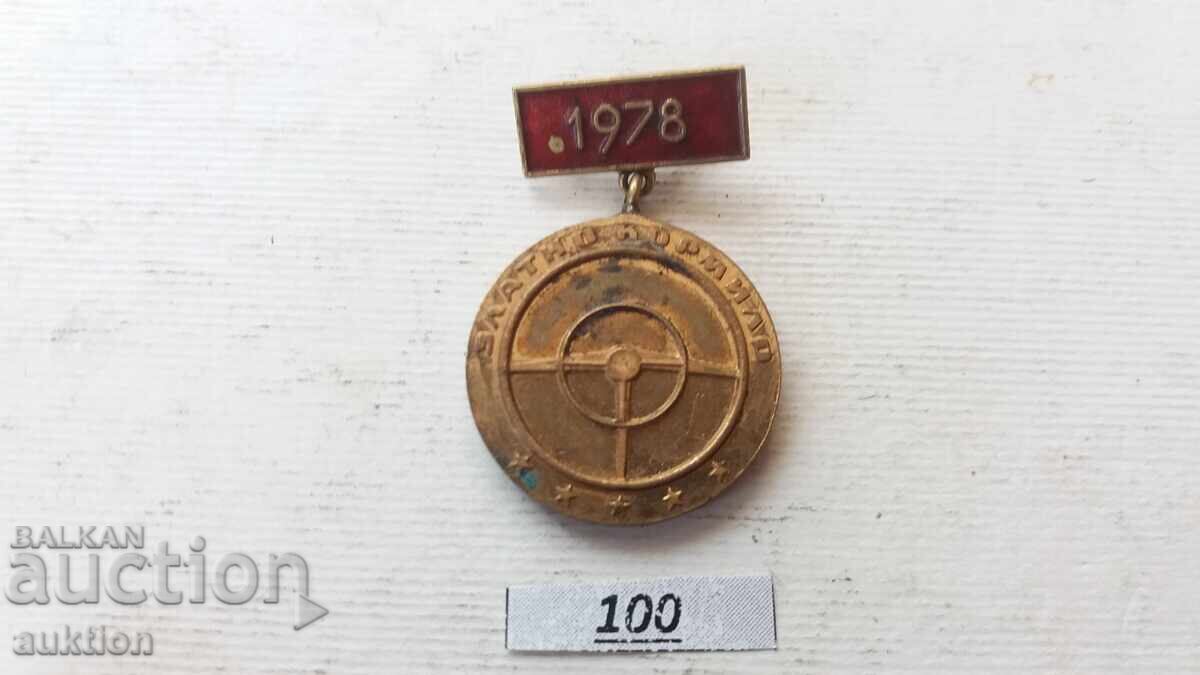 .1978
ЗЛАТНО КОРМИЛО
BALKAN
auction
auktion
100